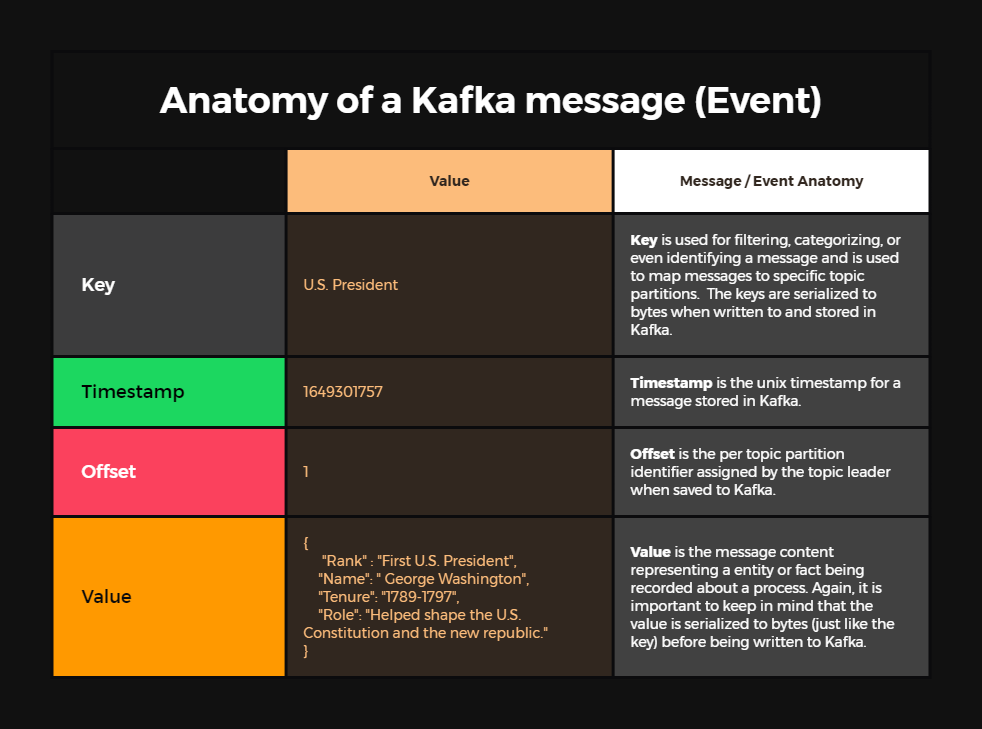 Anatomy of a Kafka message (Event)
Value
Message / Event Anatomy
Key
U.S. President
Key is used for filtering, categorizing, or
even identifying a message and is used
to map messages to specific topic
partitions.  The keys are serialized to
bytes when written to and stored in
Kafka.
Timestamp
1649301757
Timestamp is the unix timestamp for a
message stored in Kafka.
Offset
1
Offset is the per topic partition
identifier assigned by the topic leader
when saved to Kafka.
Value
{
"Rank" : "First U.S. President",
"Name": " George Washington",
"Tenure": "1789-1797",
"Role": "Helped shape the U.S.
Constitution and the new republic."
}
Value is the message content
representing a entity or fact being
recorded about a process. Again, it is
important to keep in mind that the
value is serialized to bytes (just like the
key) before being written to Kafka.